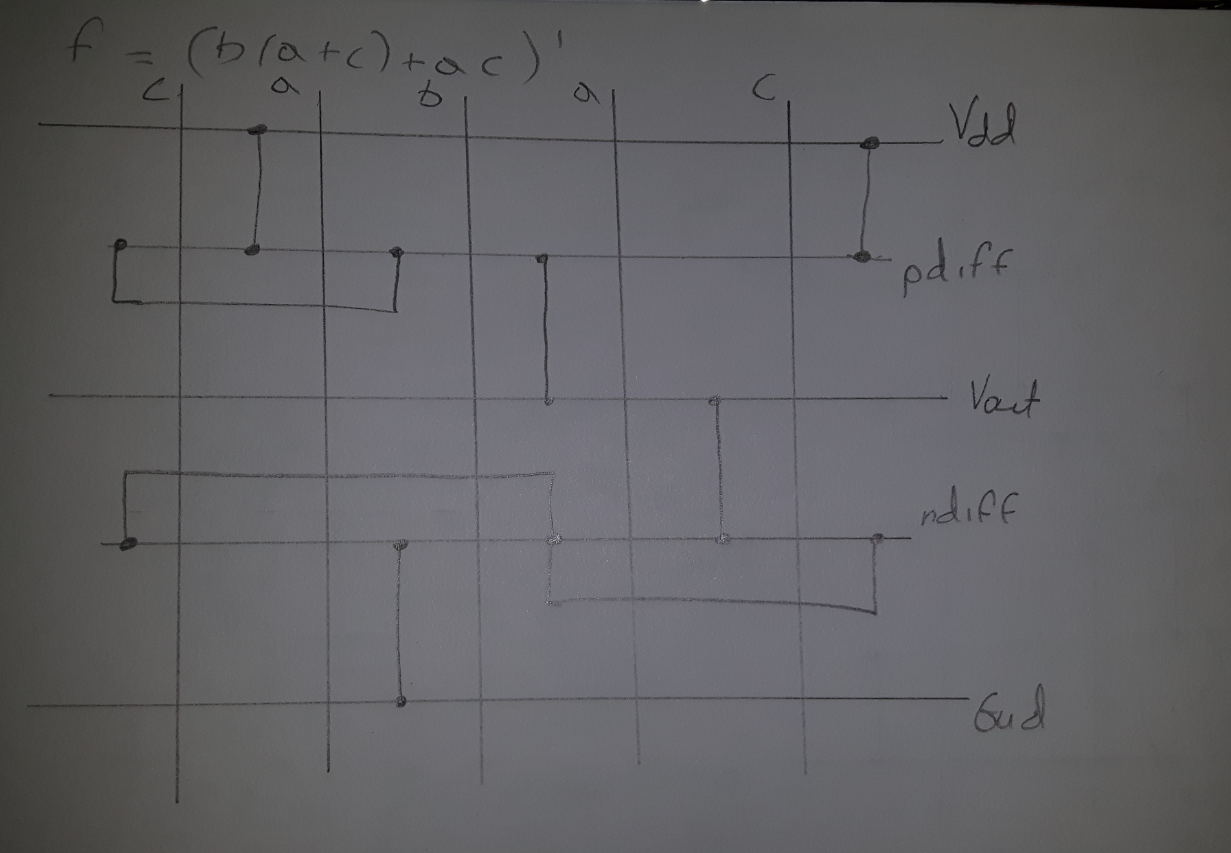 f = (b(a+c)+ac)'
c a b a c
Vdd
pdiff
Vout
ndiff
Gnd